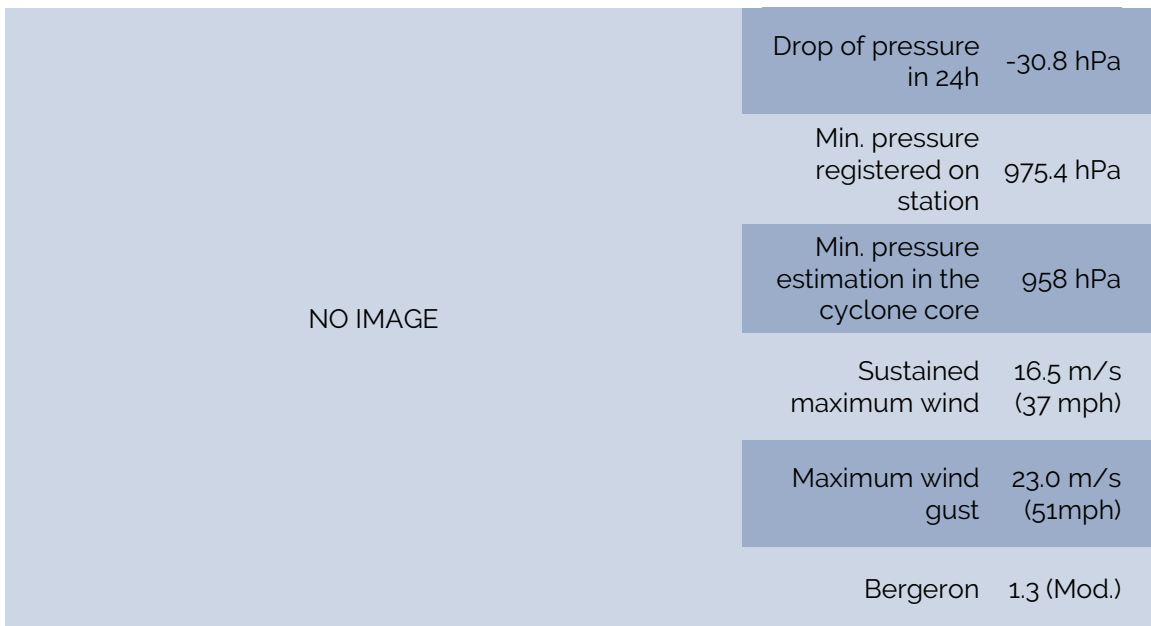 NO IMAGE
Drop of pressure
in 24h
-30.8 hPa
Min. pressure
registered on
station
975.4 hPa
Min. pressure
estimation in the
cyclone core
958 hPa
Sustained
maximum wind
16.5 m/s
(37 mph)
Maximum wind
gust
23.0 m/s
(51mph)
Bergeron
1.3 (Mod.)